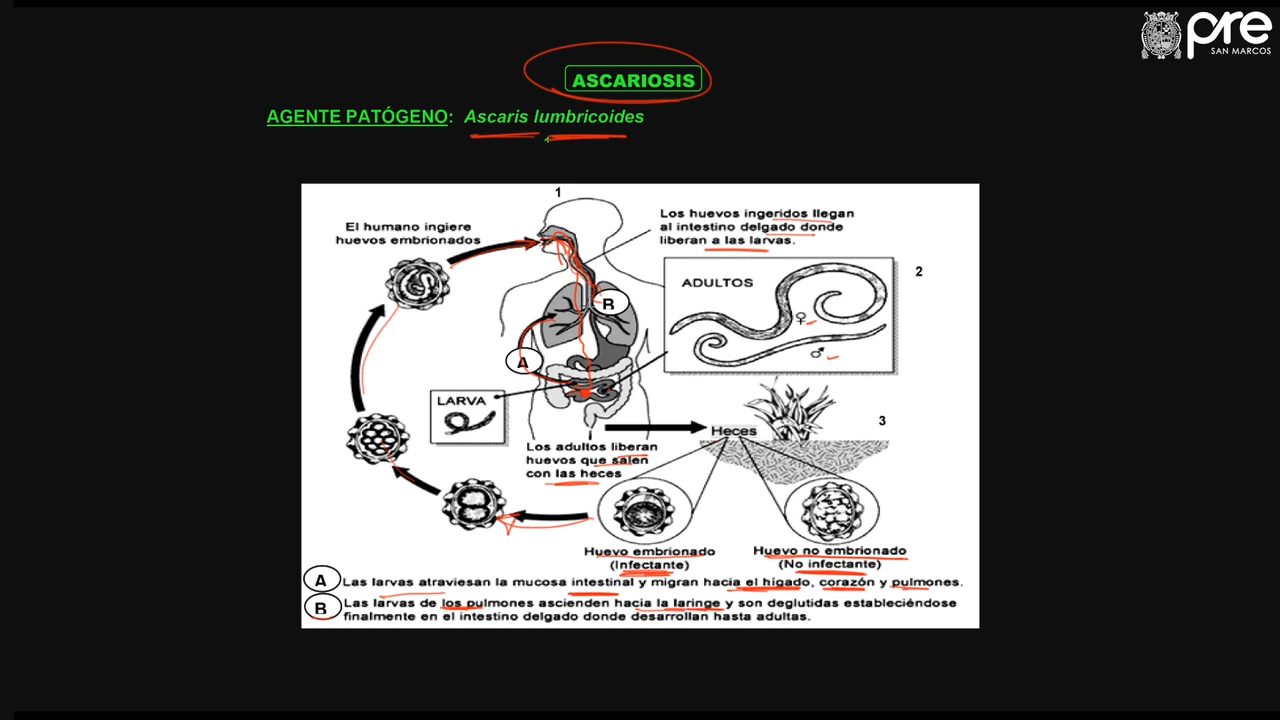 pre
SAN MARCOS
ASCARIOSIS
AGENTE PATÓGENO: Ascaris lumbricoides
1
El humano ingiere
huevos embrionados
Los huevos ingeridos llegan
al intestino delgado donde
liberan a las larvas.
2
ADULTOS
♀
♂
B
A
LARVA
3
Heces
Los adultos liberan
huevos que salen
con las heces
Huevo embrionado
(Infectante)
Huevo no embrionado
(No infectante)
A Las larvas atraviesan la mucosa intestinal y migran hacia el hígado, corazón y pulmones.
B Las larvas de los pulmones ascienden hacia la laringe y son deglutidas estableciéndose
finalmente en el intestino delgado donde desarrollan hasta adultas.